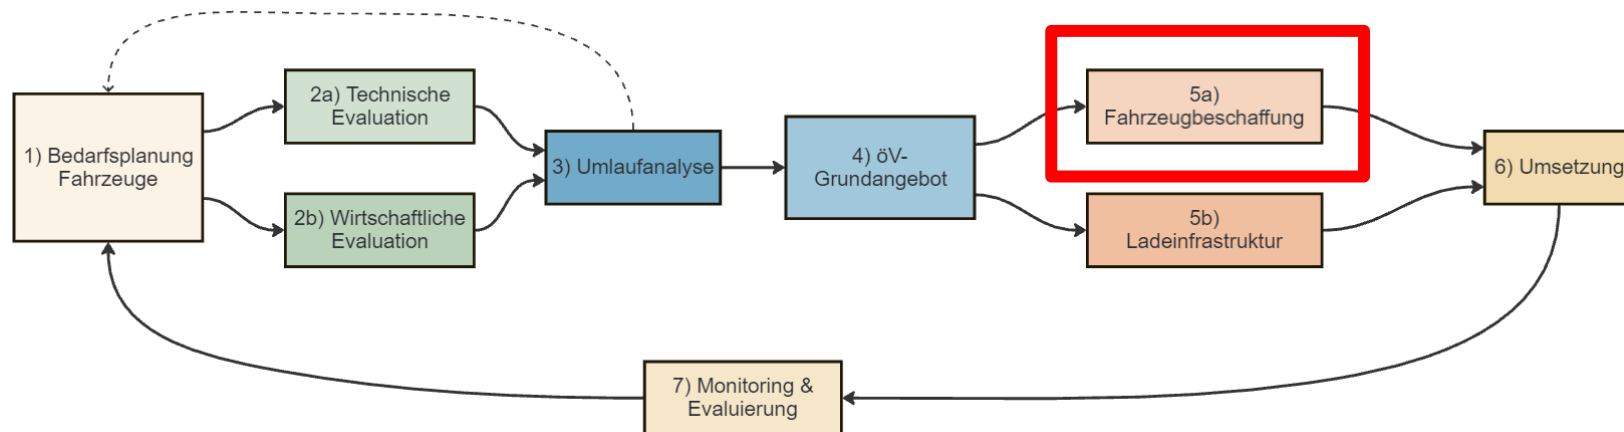 1) Bedarfsplanung
Fahrzeuge
2a) Technische
Evaluation
2b) Wirtschaftliche
Evaluation
3) Umlaufanalyse
4) öV-
Grundangebot
5a)
Fahrzeugbeschaffung
5b)
Ladeinfrastruktur
6) Umsetzung
7) Monitoring &
Evaluierung